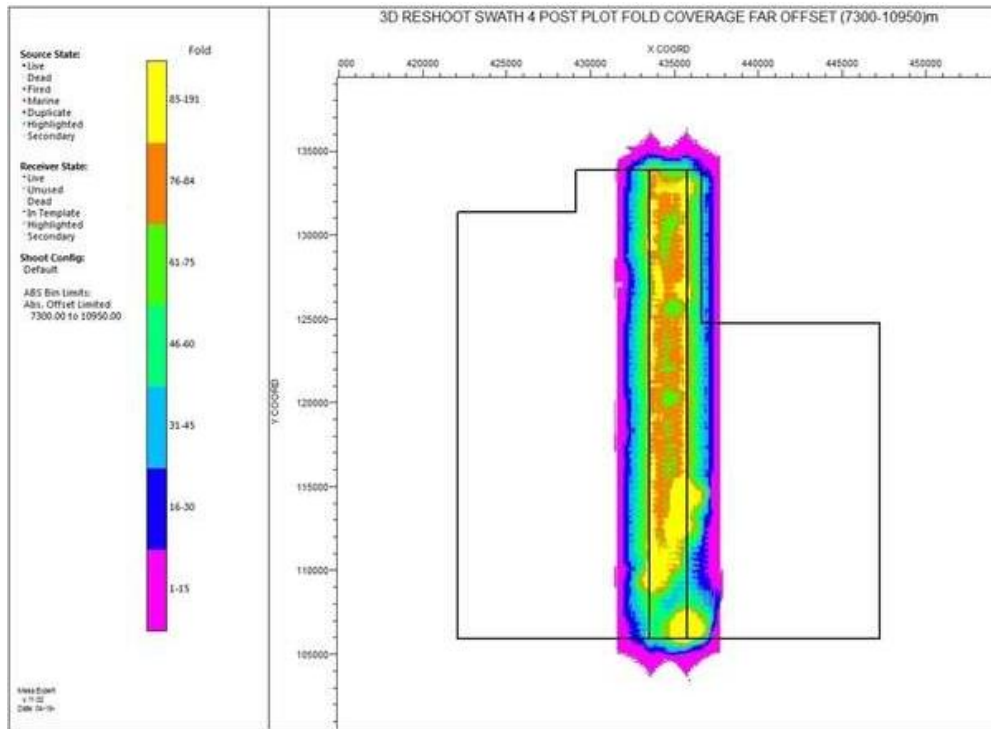 3D RESHOOT SWATH 4 POST PLOT FOLD COVERAGE FAR OFFSET (7300-10950)m
Source State:
*Live
Dead
*Fired
*Marine
*Duplicate
*Highlighted
Secondary
Receiver State:
*Live
*Unused
Dead
*In Template
*Highlighted
Secondary
Shoot Config:
Default
ABS Bin Limits:
Abs. Offset Limited
7300.00 to 10950.00
Fold
85-191
76-84
61-75
46-60
31-45
16-30
1-15
X COORD
000 420000 425000 430000 435000 440000 445000 450000
Y COORD
135000
130000
125000
120000
115000
110000
105000
Mesa Expert